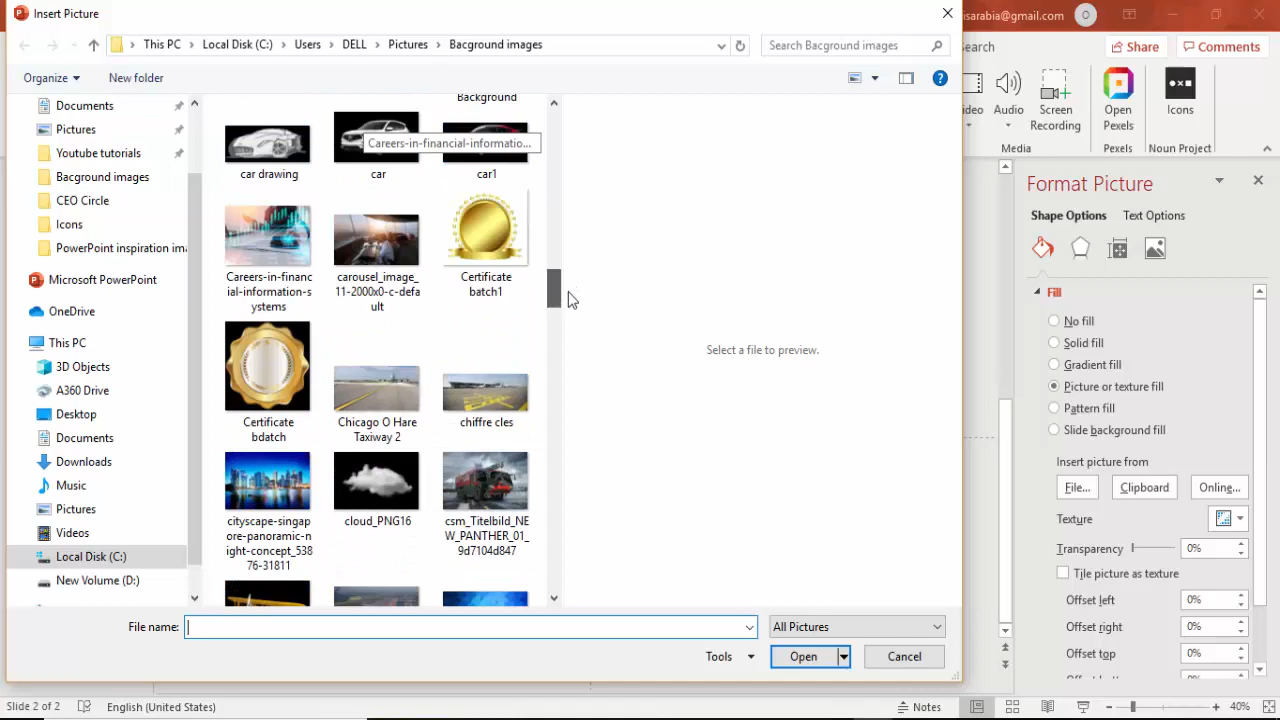 Insert Picture
isarabia@gmail.com
This PC
Local Disk (C:)
Users
DELL
Pictures
Bacground images
Search Bacground images
Search
Share
Comments
Organize
New folder
Audio
Screen
Recording
Open
Pexels
Icons
Media
Pexels
Noun Project
Documents
Pictures
Youtube tutorials
Bacground images
CEO Circle
Icons
PowerPoint inspiration ima
Microsoft PowerPoint
OneDrive
This PC
3D Objects
A360 Drive
Desktop
Documents
Downloads
Music
Pictures
Videos
Local Disk (C:)
New Volume (D:)
Background
Careers-in-financial-informatio...
car drawing
car
car1
Careers-in-financ
ial-information-s
ystems
carousel_image_
11-2000x0-c-defa
ult
Certificate
batch1
Certificate
bdatch
Chicago O Hare
Taxiway 2
chiffre cles
cityscape-singap
ore-panoramic-n
ight-concept_538
76-31811
cloud_PNG16
csm_Titelbild_NE
W_PANTHER_01_
9d7104d847
Select a file to preview.
File name:
All Pictures
Tools
Open
Cancel
Format Picture
Shape Options
Text Options
Fill
No fill
Solid fill
Gradient fill
Picture or texture fill
Pattern fill
Slide background fill
Insert picture from
File...
Clipboard
Online...
Texture
Transparency
0%
Tile picture as texture
Offset left
0%
Offset right
0%
Offset top
0%
Slide 2 of 2
English (United States)
Notes
40%